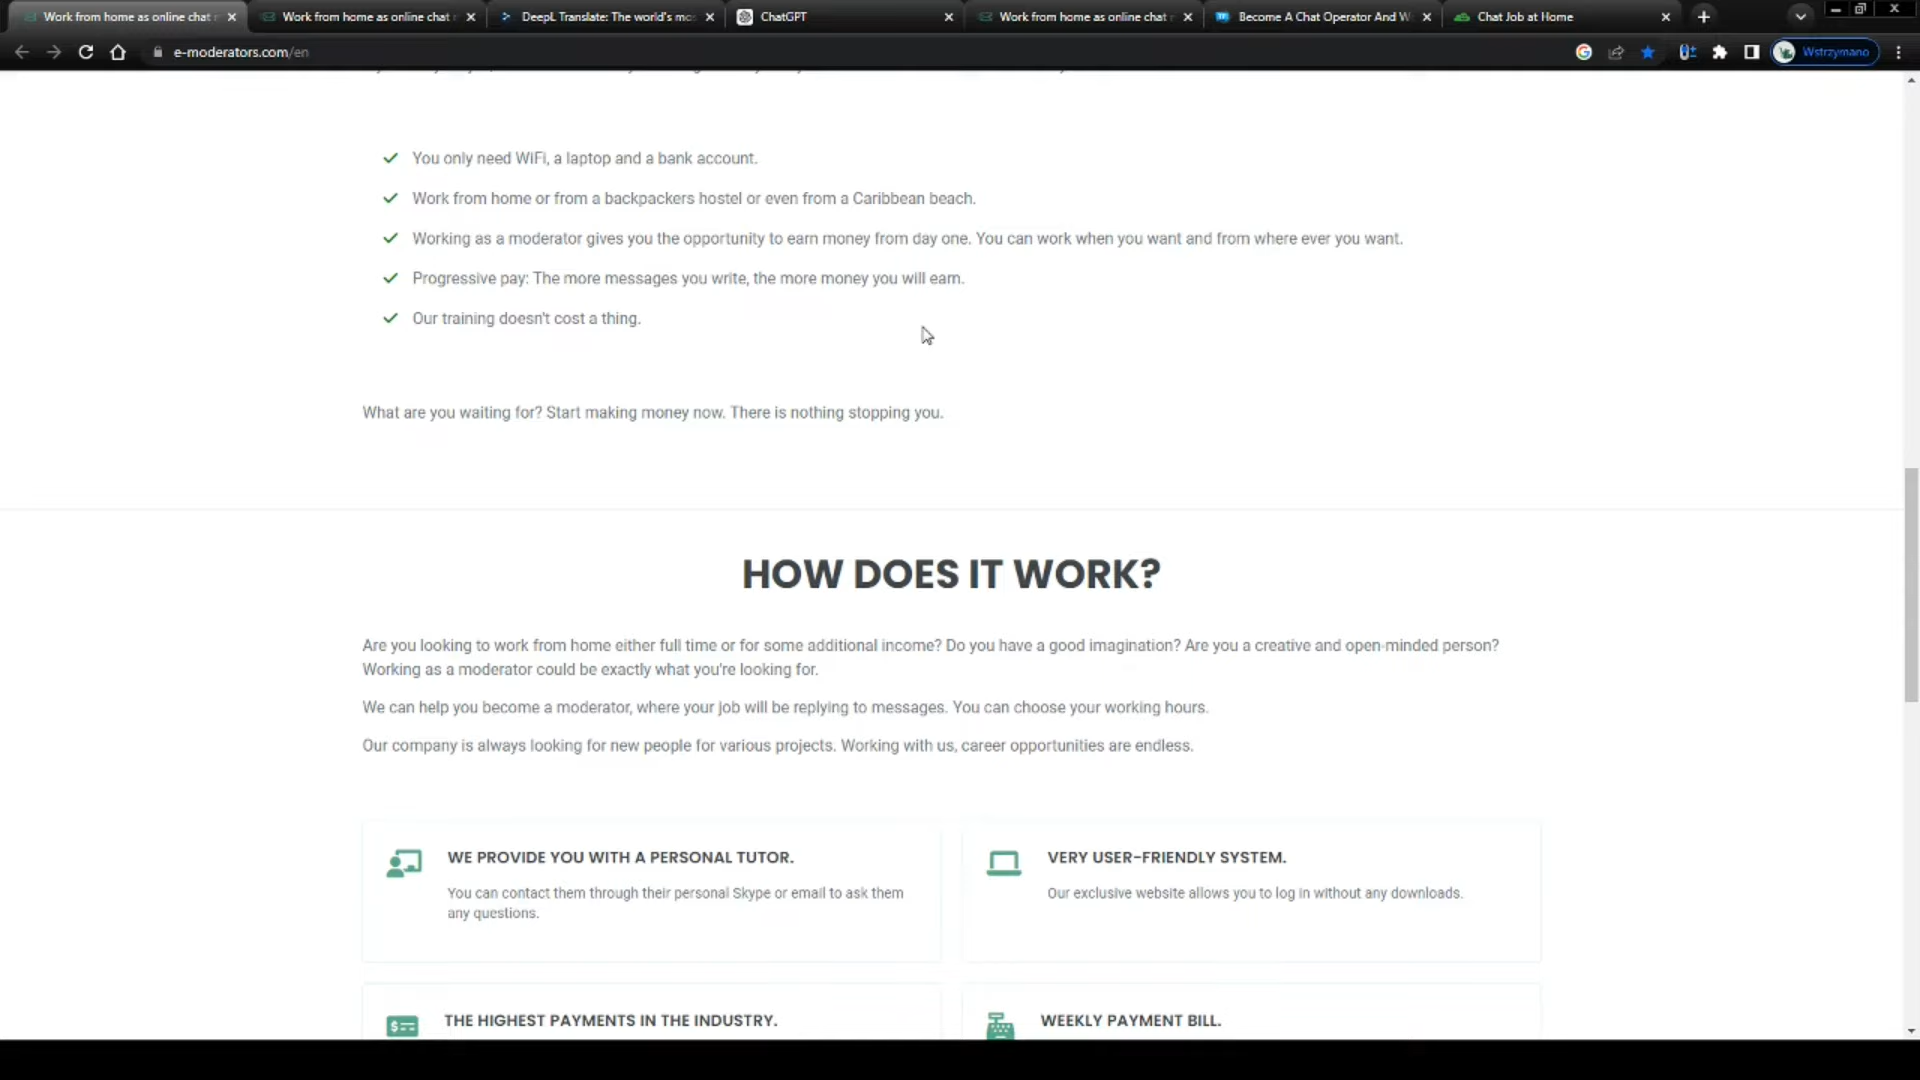 Work from home as online chat
Work from home as online chat
DeepL Translate: The world's mo
ChatGPT
Work from home as online chat
Become A Chat Operator And W
Chat Job at Home
e-moderators.com/en
Wstrzymano
You only need WiFi, a laptop and a bank account.
Work from home or from a backpackers hostel or even from a Caribbean beach.
Working as a moderator gives you the opportunity to earn money from day one. You can work when you want and from where ever you want.
Progressive pay: The more messages you write, the more money you will earn.
Our training doesn't cost a thing.
What are you waiting for? Start making money now. There is nothing stopping you.
HOW DOES IT WORK?
Are you looking to work from home either full time or for some additional income? Do you have a good imagination? Are you a creative and open-minded person?
Working as a moderator could be exactly what you're looking for.
We can help you become a moderator, where your job will be replying to messages. You can choose your working hours.
Our company is always looking for new people for various projects. Working with us, career opportunities are endless.
WE PROVIDE YOU WITH A PERSONAL TUTOR.
You can contact them through their personal Skype or email to ask them
any questions.
VERY USER-FRIENDLY SYSTEM.
Our exclusive website allows you to log in without any downloads.
THE HIGHEST PAYMENTS IN THE INDUSTRY.
WEEKLY PAYMENT BILL.